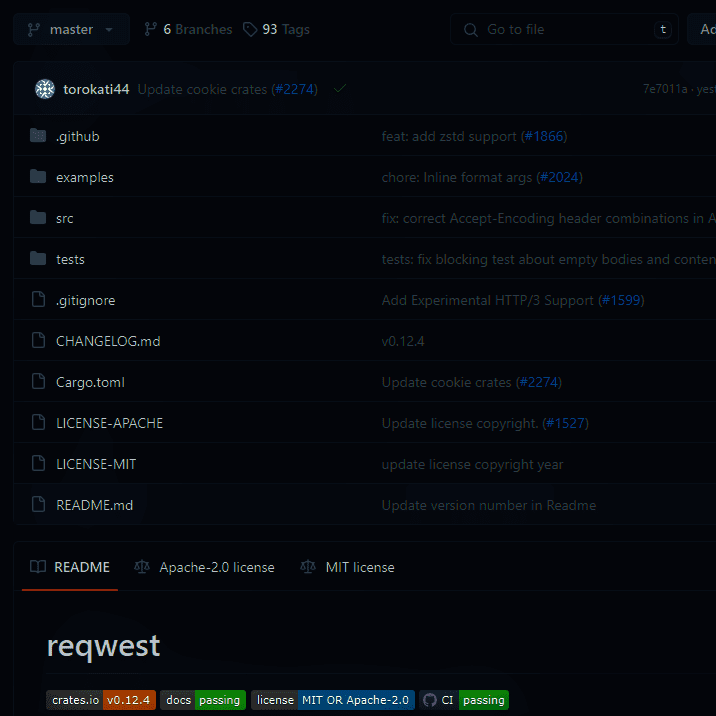 master 6 Branches 93 Tags Go to file t
torokati44 Update cookie crates (#2274) 7e7011a ·
.github feat: add zstd support (#1866)
examples chore: Inline format args (#2024)
src fix: correct Accept-Encoding header combinations in
tests tests: fix blocking test about empty bodies and
.gitignore Add Experimental HTTP/3 Support (#1599)
CHANGELOG.md v0.12.4
Cargo.toml Update cookie crates (#2274)
LICENSE-APACHE Update license copyright. (#1527)
LICENSE-MIT update license copyright year
README.md Update version number in Readme
README Apache-2.0 license MIT license
reqwest
crates.io v0.12.4 docs passing license MIT OR Apache-2.0 CI passing